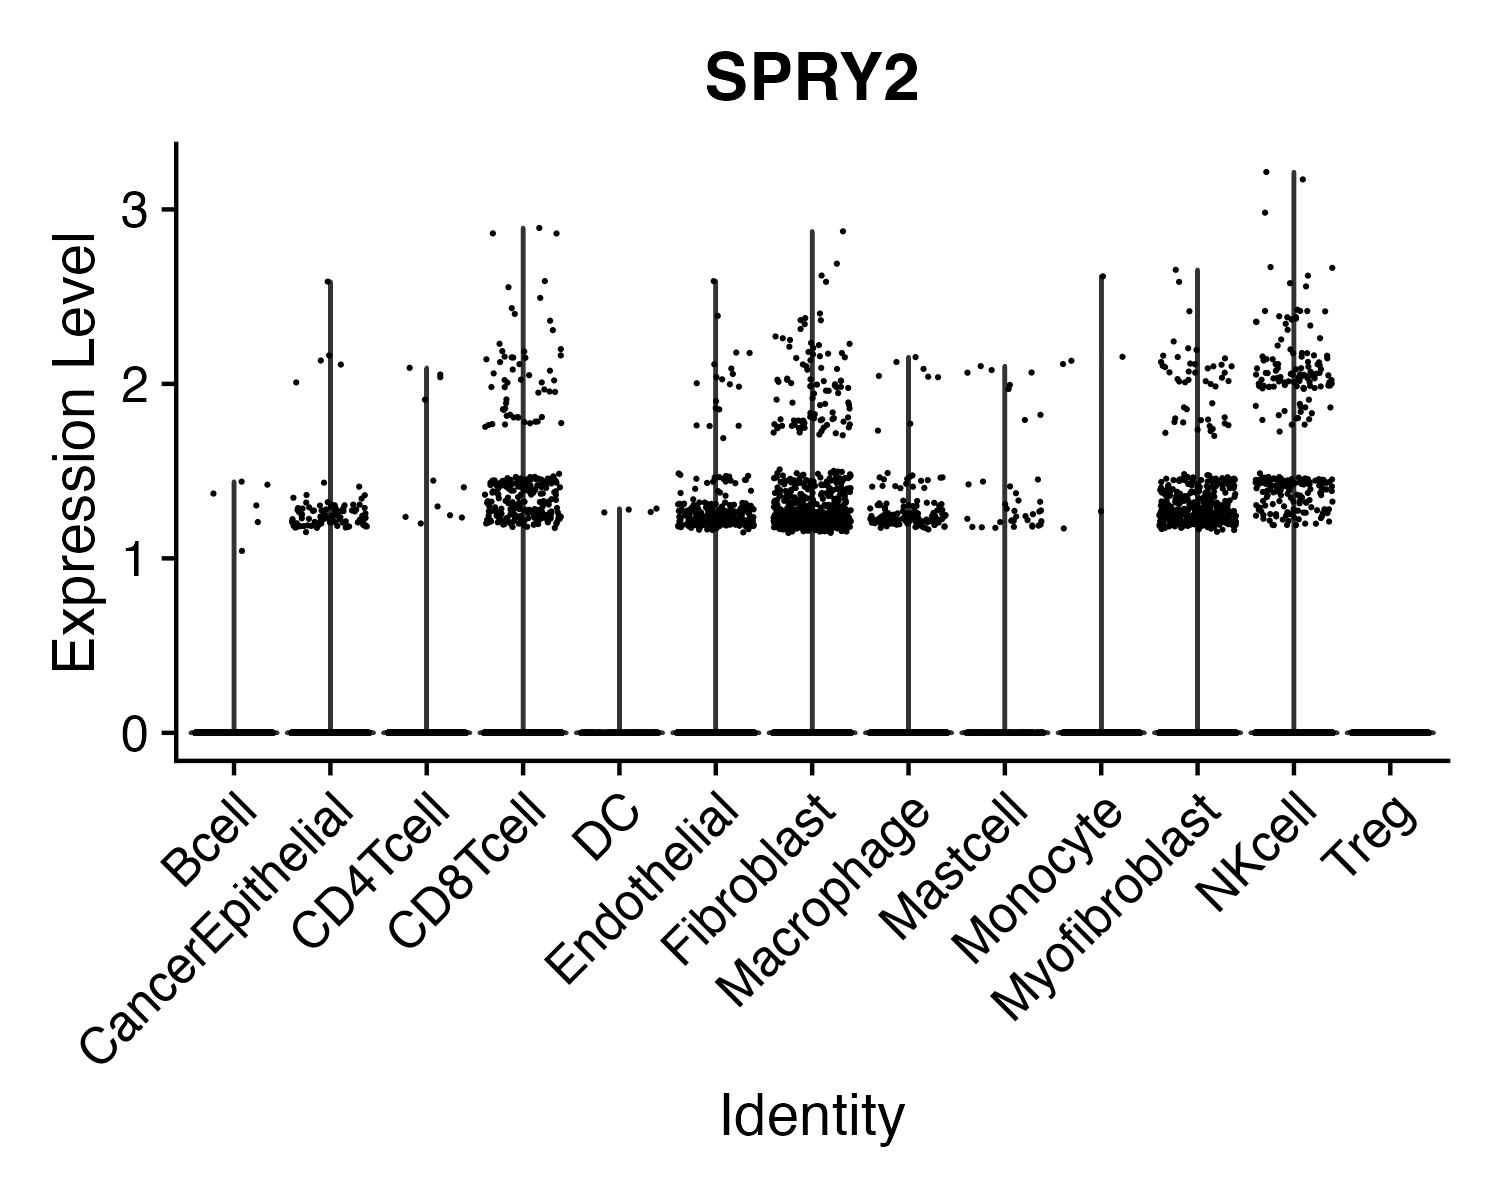 SPRY2
Expression Level
3
2
1
0
Bcell
CancerEpithelial
CD4Tcell
CD8Tcell
DC
Endothelial
Fibroblast
Macrophage
Mastcell
Monocyte
Myofibroblast
NKcell
Treg
Identity